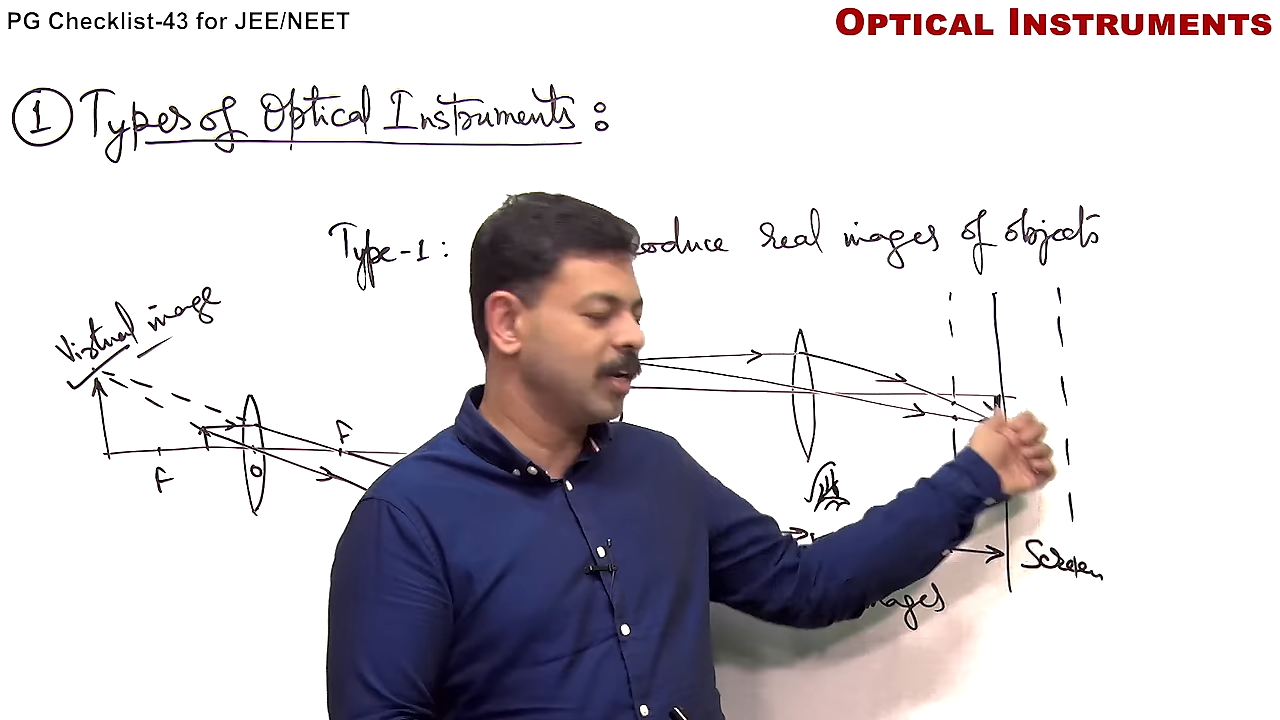 PG Checklist-43 for JEE/NEET
OPTICAL INSTRUMENTS
1 Types of Optical Instruments :
Type-1: oduce real images of objects
Virtual image
F
F
O
Screen
mages